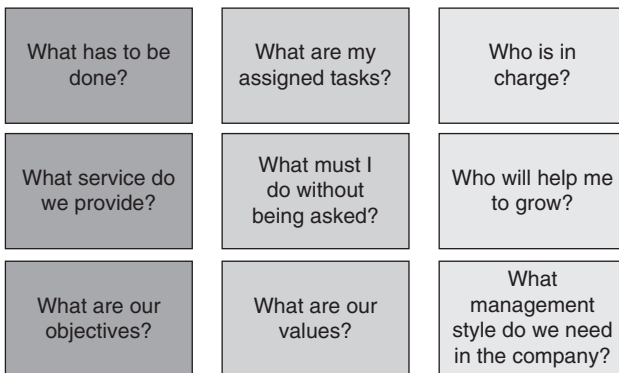 What has to be
done?
What are my
assigned tasks?
Who is in
charge?
What service do
we provide?
What must I
do without
being asked?
Who will help me
to grow?
What are our
objectives?
What are our
values?
What
management
style do we need
in the company?